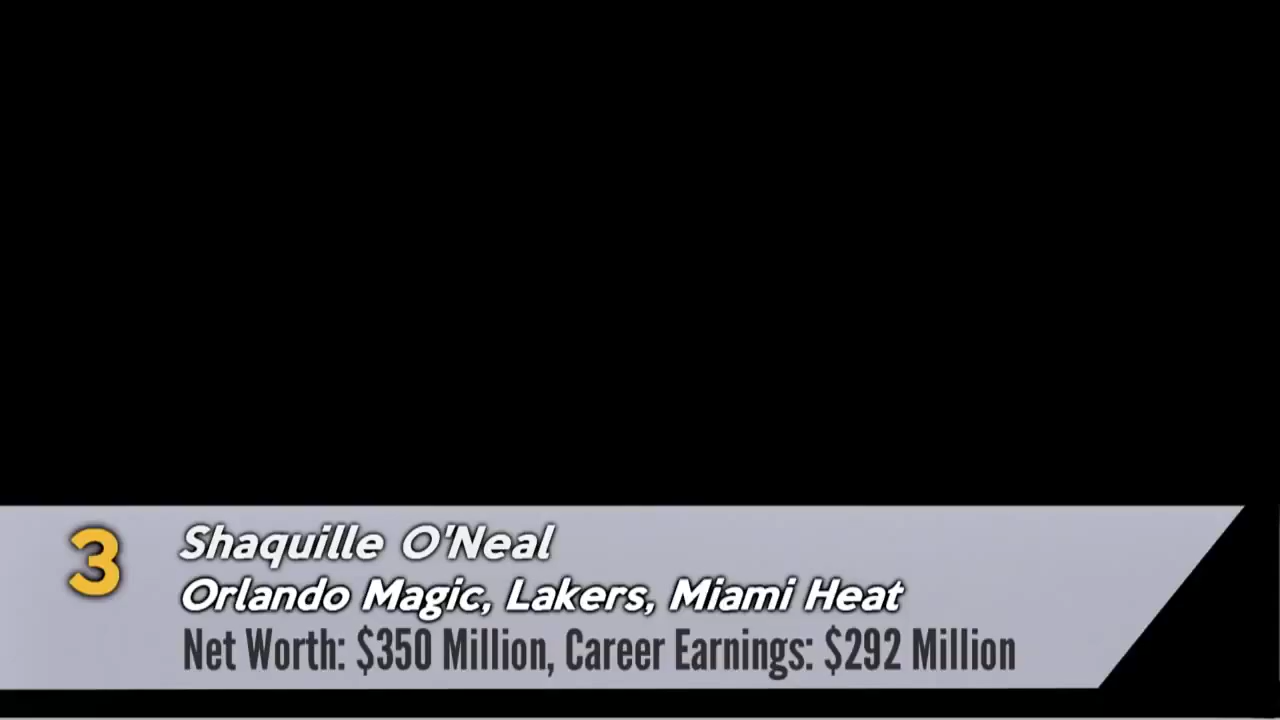 3
Shaquille O'Neal
Orlando Magic, Lakers, Miami Heat
Net Worth: $350 Million, Career Earnings: $292 Million